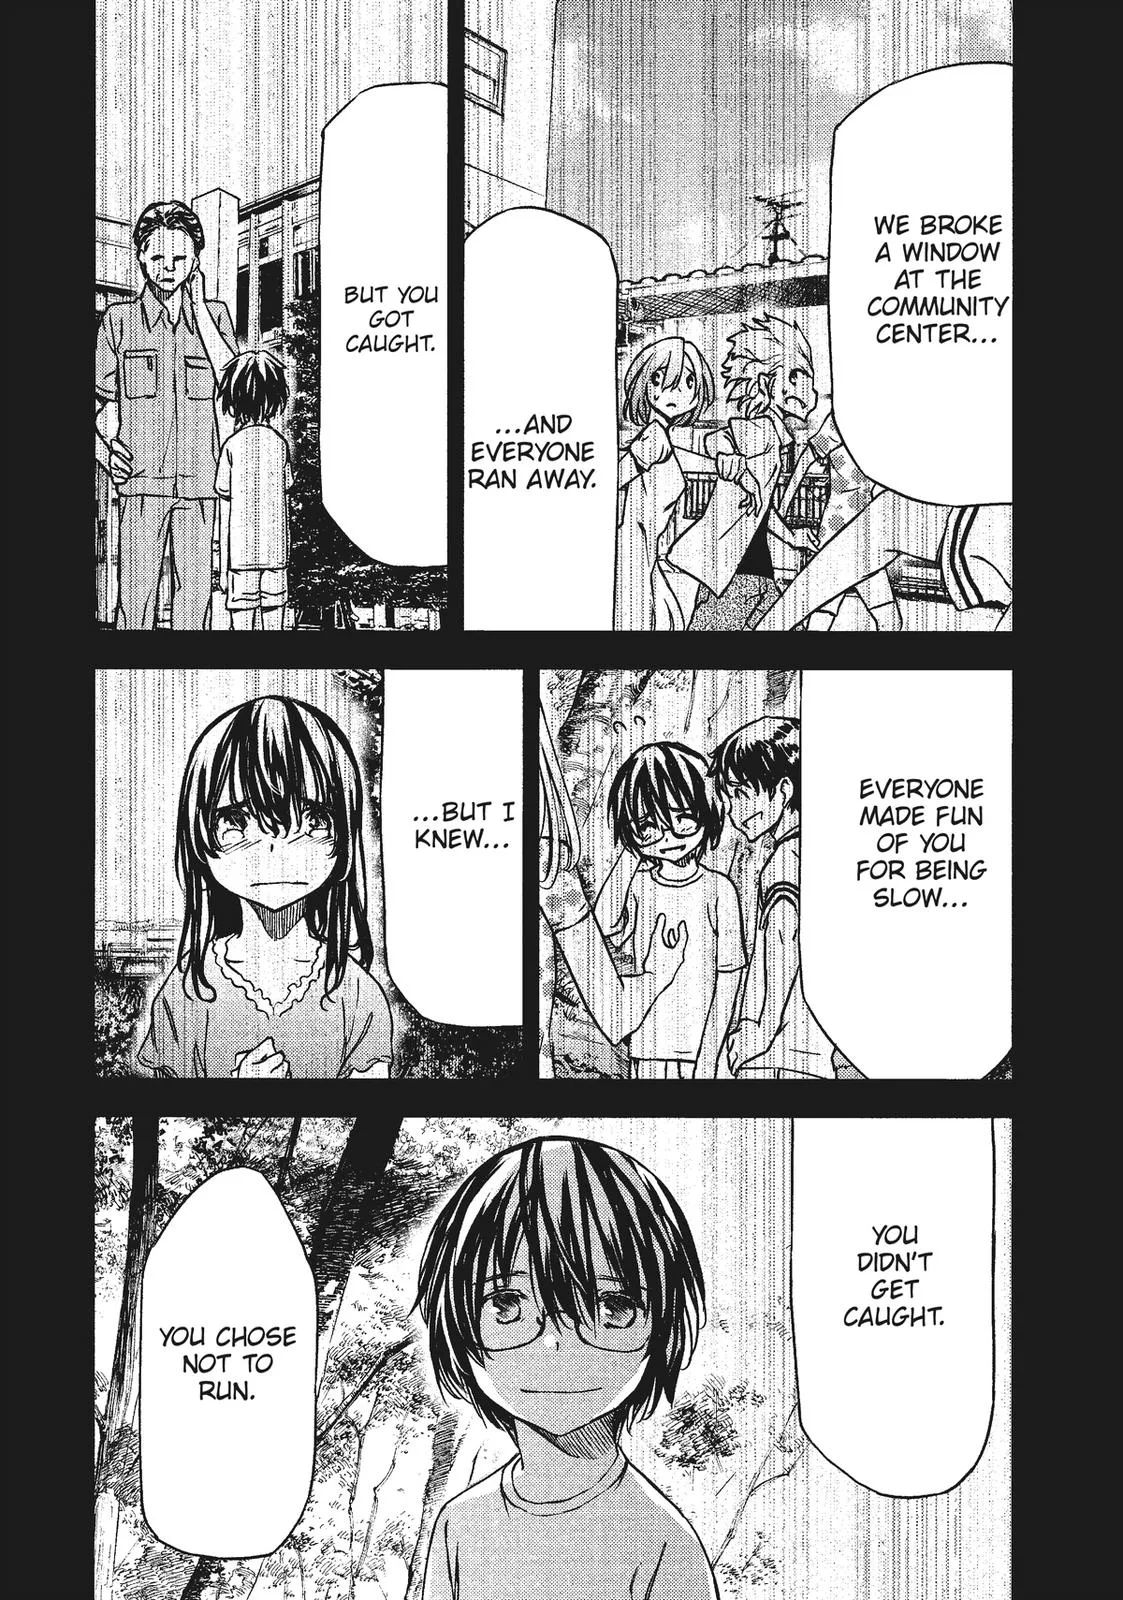 WE BROKE
A WINDOW
AT THE
COMMUNITY
CENTER...
...AND
EVERYONE
RAN AWAY.
BUT YOU
GOT
CAUGHT.
EVERYONE
MADE FUN
OF YOU
FOR BEING
SLOW...
...BUT I
KNEW...
YOU
DIDN'T
GET
CAUGHT.
YOU CHOSE
NOT TO
RUN.